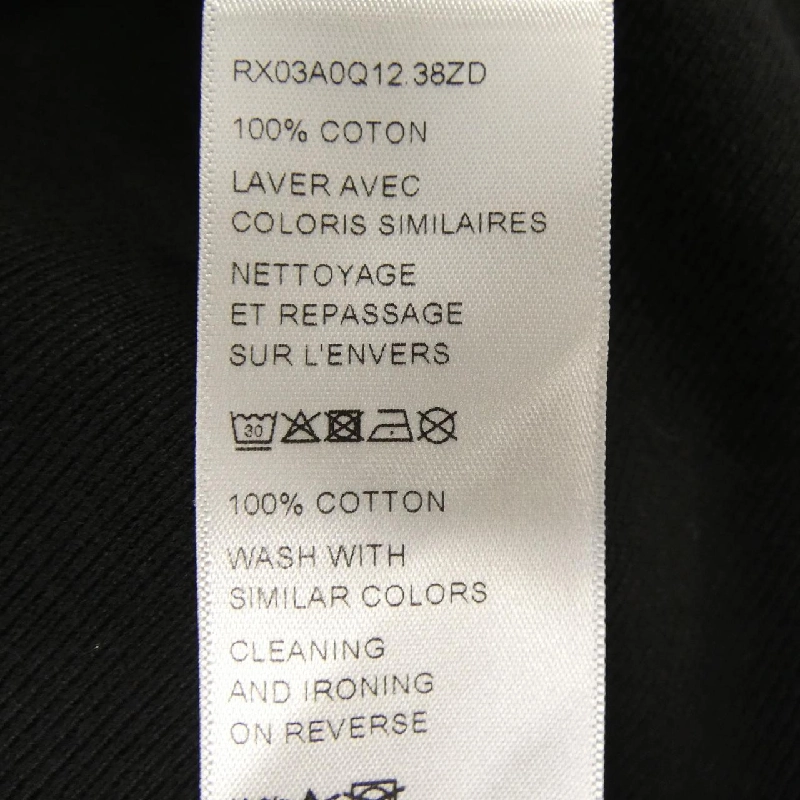 RX03A0Q12.38ZD
100% COTON
LAVER AVEC
COLORIS SIMILAIRES
NETTOYAGE
ET REPASSAGE
SUR L'ENVERS
30
100% COTTON
WASH WITH
SIMILAR COLORS
CLEANING
AND IRONING
ON REVERSE